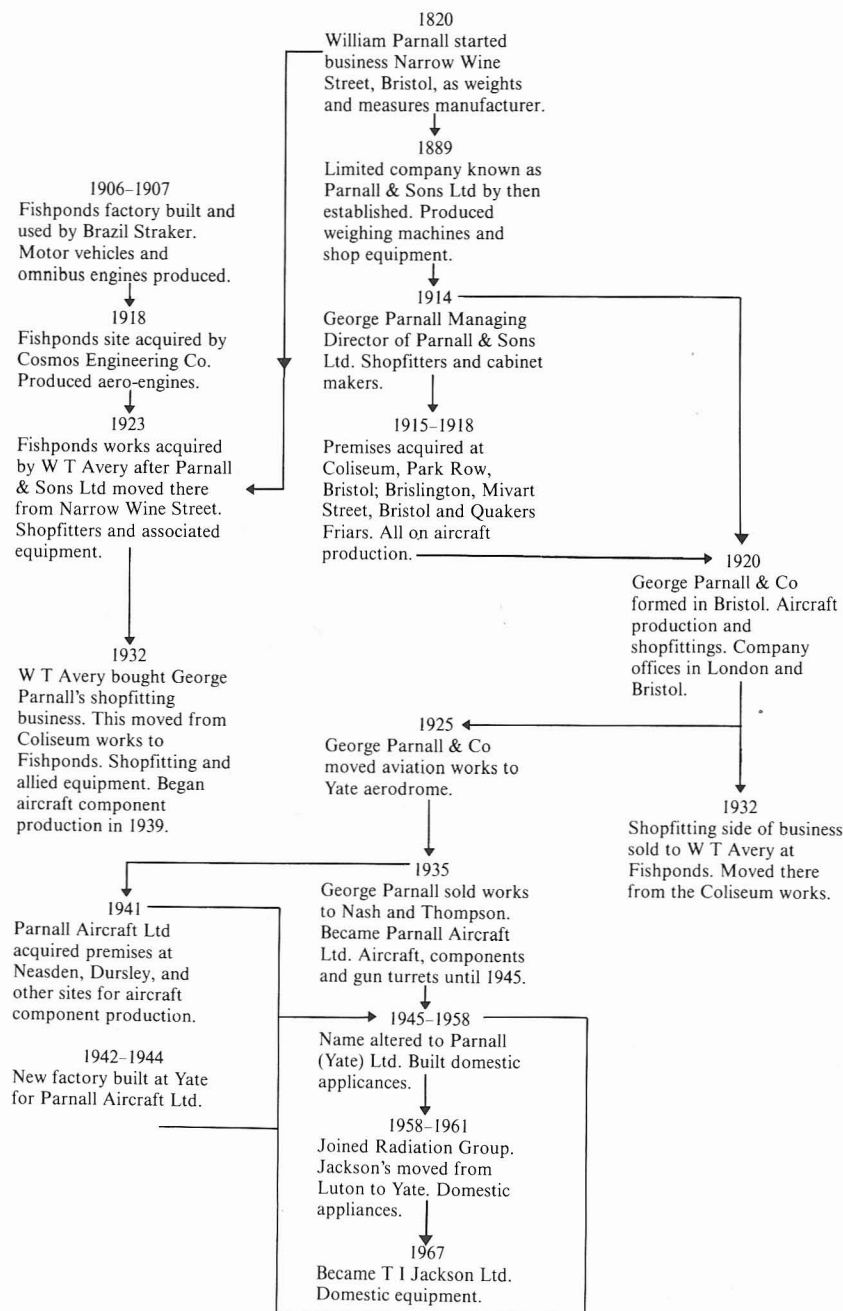 1820
William Parnall started
business Narrow Wine
Street, Bristol, as weights
and measures manufacturer.
1889
Limited company known as
Parnall & Sons Ltd by then
established. Produced
weighing machines and
shop equipment.
1906–1907
Fishponds factory built and
used by Brazil Straker.
Motor vehicles and
omnibus engines produced.
1914
George Parnall Managing
Director of Parnall & Sons
Ltd. Shopfitters and cabinet
makers.
1918
Fishponds site acquired by
Cosmos Engineering Co.
Produced aero-engines.
1915–1918
Premises acquired at
Coliseum, Park Row,
Bristol; Brislington, Mivart
Street, Bristol and Quakers
Friars. All on aircraft
production.
1923
Fishponds works acquired
by W T Avery after Parnall
& Sons Ltd moved there
from Narrow Wine Street.
Shopfitters and associated
equipment.
1920
George Parnall & Co
formed in Bristol. Aircraft
production and
shopfittings. Company
offices in London and
Bristol.
1932
W T Avery bought George
Parnall's shopfitting
business. This moved from
Coliseum works to
Fishponds. Shopfitting and
allied equipment. Began
aircraft component
production in 1939.
1925
George Parnall & Co
moved aviation works to
Yate aerodrome.
1932
Shopfitting side of business
sold to W T Avery at
Fishponds. Moved there
from the Coliseum works.
1935
George Parnall sold works
to Nash and Thompson.
Became Parnall Aircraft
Ltd. Aircraft, components
and gun turrets until 1945.
1941
Parnall Aircraft Ltd
acquired premises at
Neasden, Dursley, and
other sites for aircraft
component production.
1942–1944
New factory built at Yate
for Parnall Aircraft Ltd.
1945–1958
Name altered to Parnall
(Yate) Ltd. Built domestic
applicances.
1958–1961
Joined Radiation Group.
Jackson's moved from
Luton to Yate. Domestic
appliances.
1967
Became T I Jackson Ltd.
Domestic equipment.